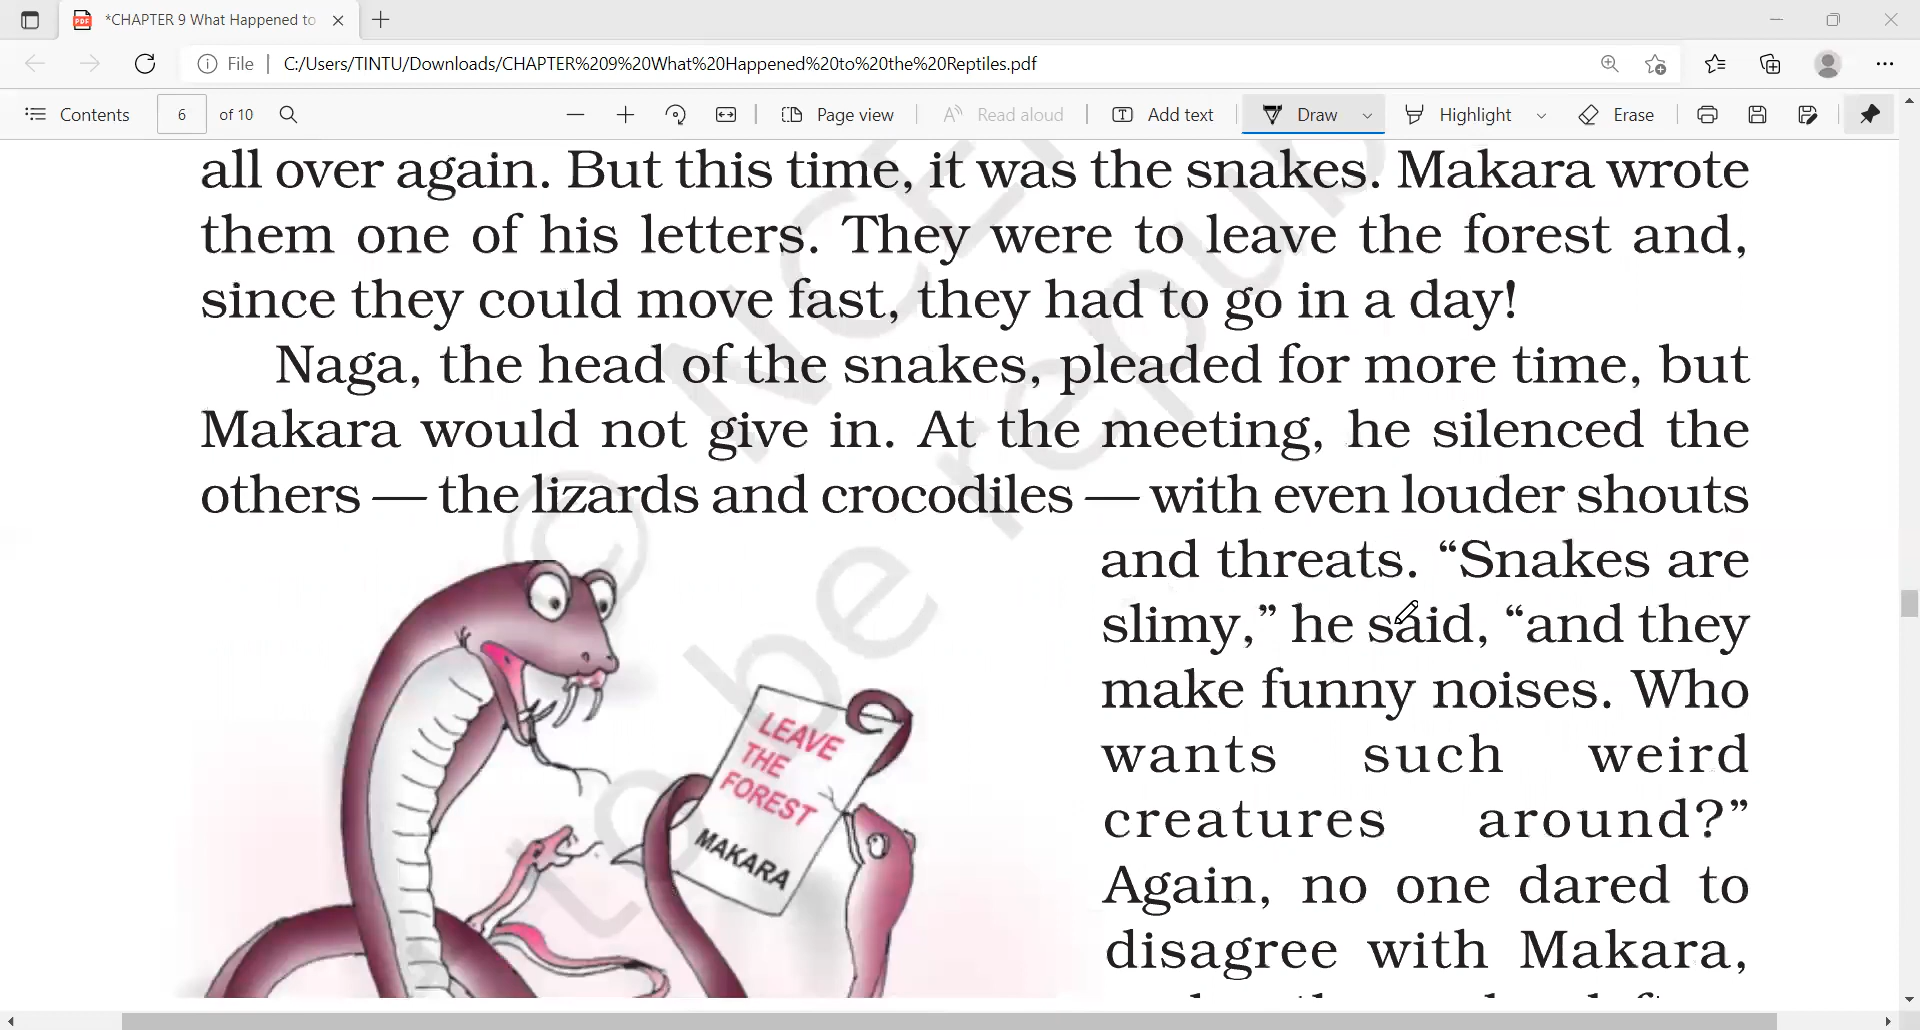 *CHAPTER 9 What Happened to
File
C:/Users/TINTU/Downloads/CHAPTER%209%20What%20Happened%20to%20the%20Reptiles.pdf
Contents
6
of 10
Page view
Read aloud
Add text
Draw
Highlight
Erase
all over again. But this time, it was the snakes. Makara wrote
them one of his letters. They were to leave the forest and,
since they could move fast, they had to go in a day!
Naga, the head of the snakes, pleaded for more time, but
Makara would not give in. At the meeting, he silenced the
others — the lizards and crocodiles — with even louder shouts
and threats. “Snakes are
slimy,” he said, “and they
make funny noises. Who
wants such weird
creatures around?”
Again, no one dared to
disagree with Makara,
LEAVE
THE
FOREST
MAKARA
to be repub